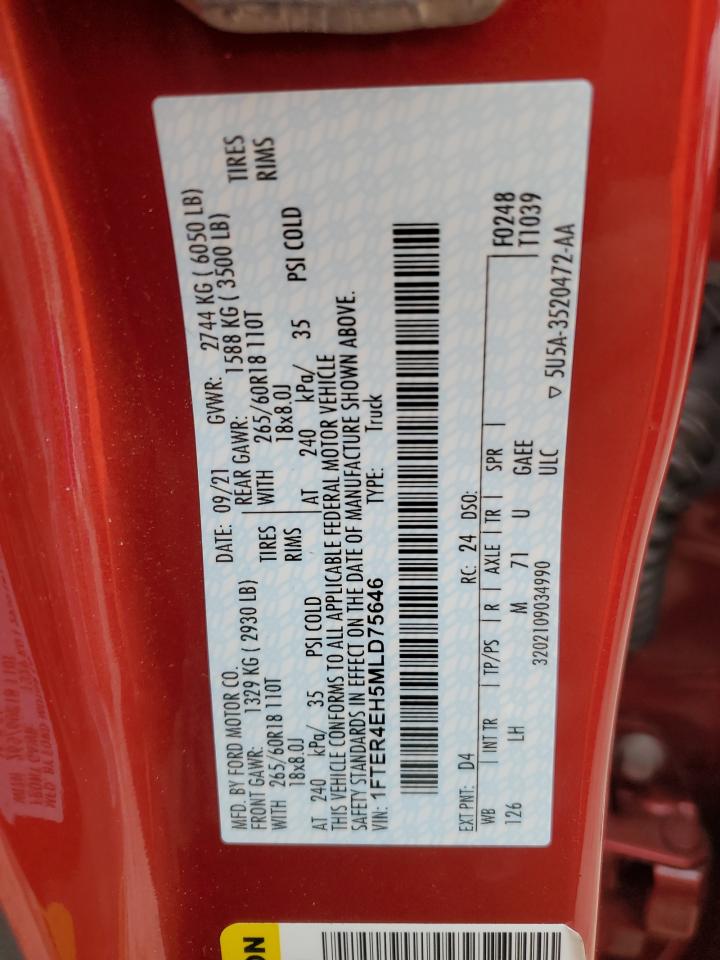 MFD. BY FORD MOTOR CO.
DATE: 09/21 GVWR: 2744 KG ( 6050 LB)
FRONT GAWR: 1329 KG ( 2930 LB)
REAR GAWR: 1588 KG ( 3500 LB)
WITH 265/60R18 110T TIRES
WITH 265/60R18 110T TIRES
18x8.0J RIMS
18x8.0J RIMS
AT 240 kPa/ 35 PSI COLD
AT 240 kPa/ 35 PSI COLD
THIS VEHICLE CONFORMS TO ALL APPLICABLE FEDERAL MOTOR VEHICLE
SAFETY STANDARDS IN EFFECT ON THE DATE OF MANUFACTURE SHOWN ABOVE.
VIN: 1FTER4EH5MLD75646 TYPE: Truck
F0248
T1039
EXT PNT: D4 RC: 24 DSO:
WB INT TR TP/PS R AXLE TR SPR
126 LH M 71 U GAEE
3202109034990 ULC
▽ 5U5A-3520472-AA
ON